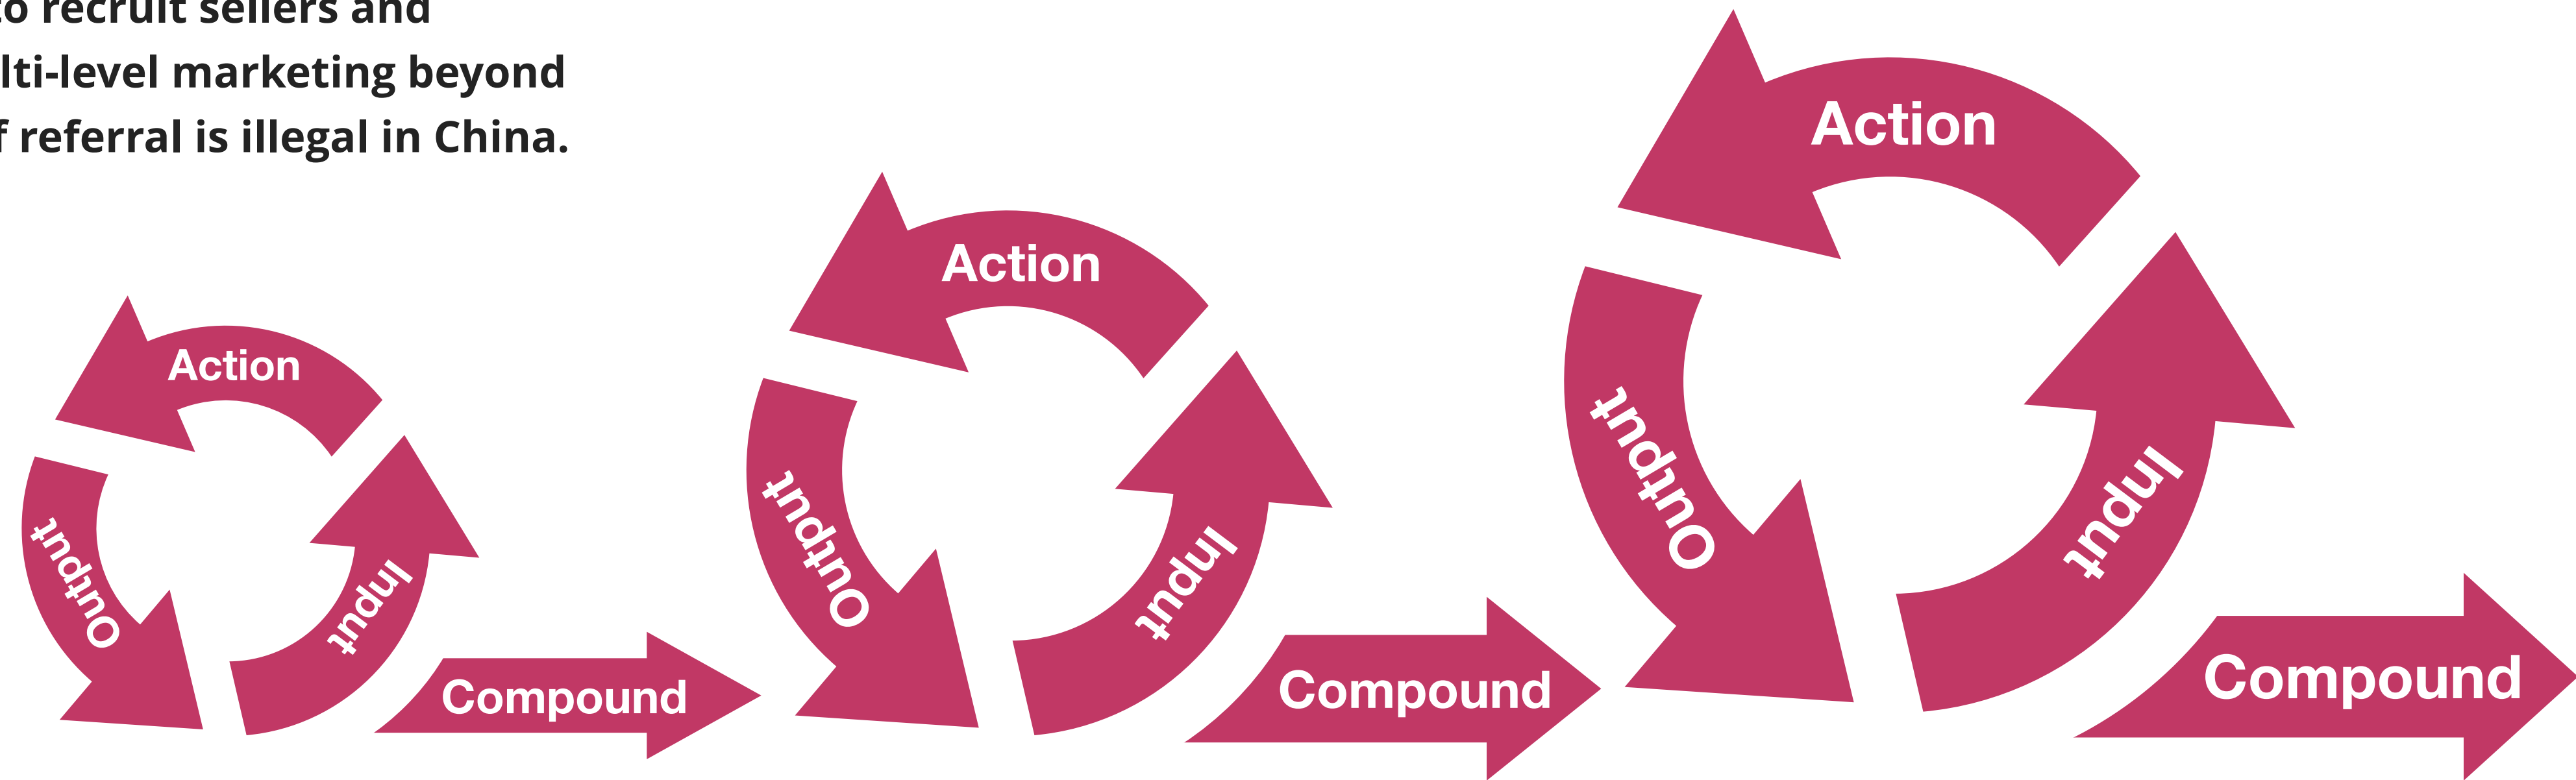 to recruit sellers and
lti-level marketing beyond
f referral is illegal in China.
Action
Output
Input
Compound
Action
Output
Input
Compound
Action
Output
Input
Compound